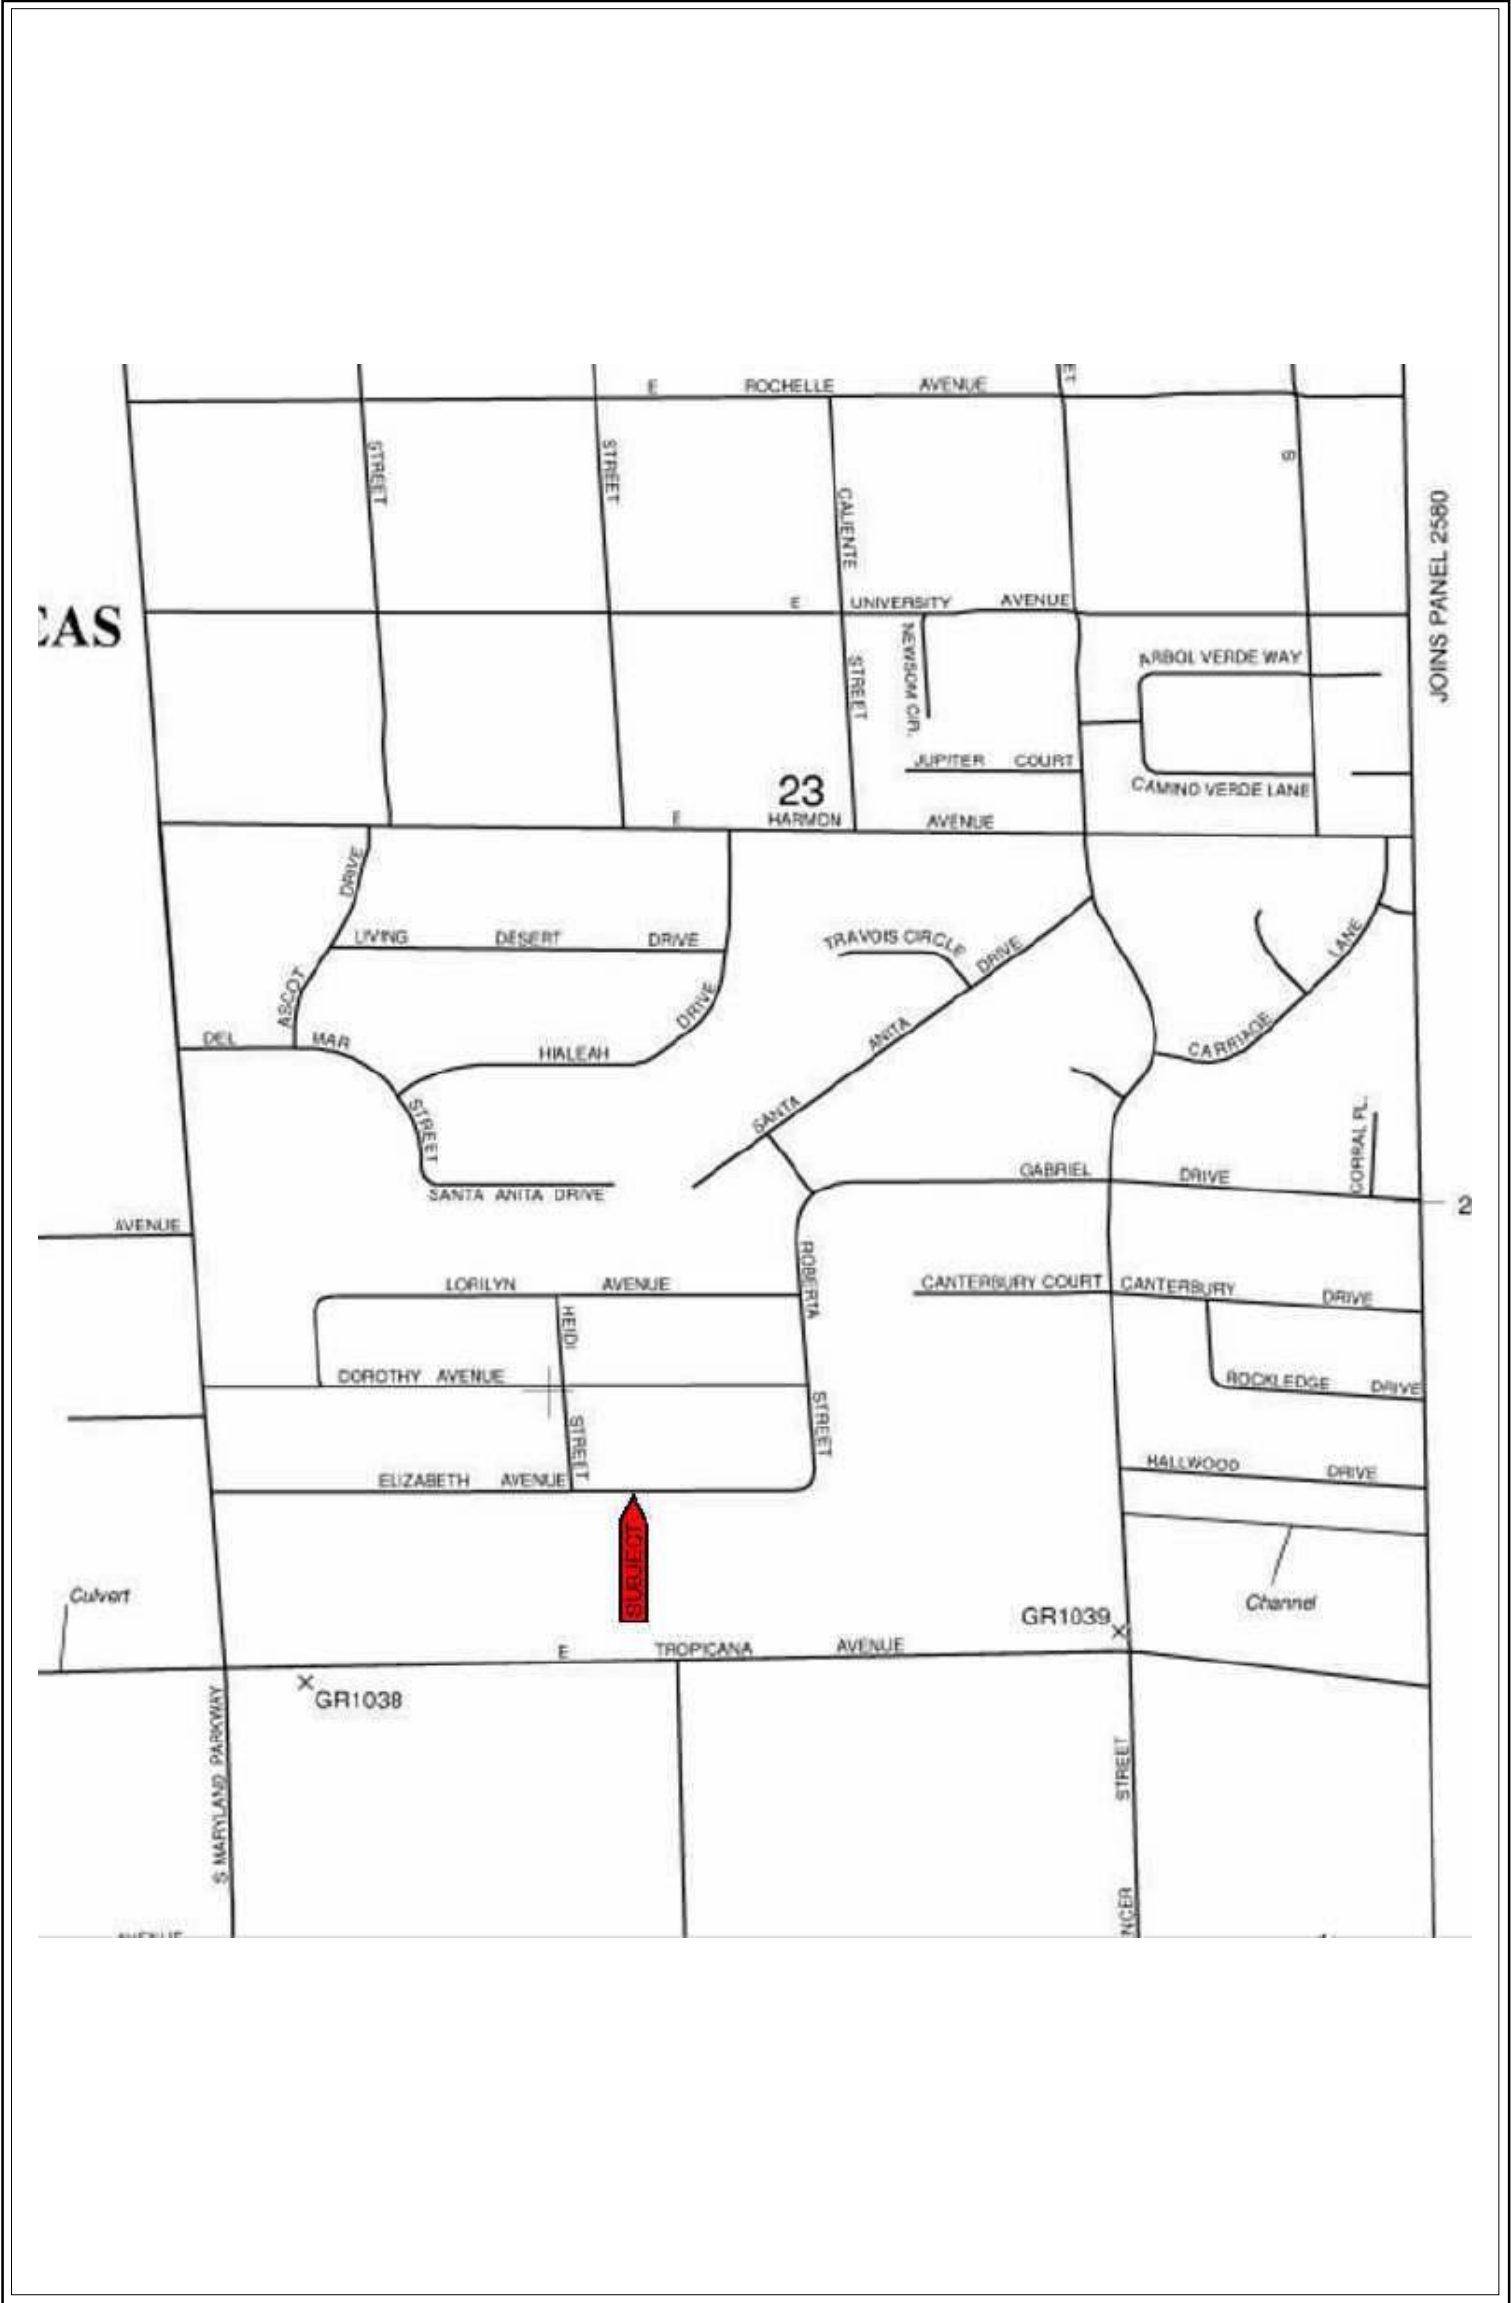 ET
E ROCHELLE AVENUE
STREET
STREET
S
CALIENTE
JOINS PANEL 2580
E UNIVERSITY AVENUE
CAS
NEWSOM CIR.
STREET
ARBOL VERDE WAY
JUPITER COURT
23
CAMINO VERDE LANE
E HARMON AVENUE
DRIVE
LIVING DESERT DRIVE
TRAVOIS CIRCLE
DRIVE
LANE
ASCOT
DRIVE
ANITA
CARRIAGE
DEL MAR
HIALEAH
STREET
SANTA
CORRAL PL.
GABRIEL DRIVE
SANTA ANITA DRIVE
2
AVENUE
ROBERTA
LORILYN AVENUE
CANTERBURY COURT
CANTERBURY DRIVE
HEIDI
DOROTHY AVENUE
ROCKLEDGE DRIVE
STREET
STREET
HALLWOOD DRIVE
ELIZABETH AVENUE
SUBJECT
Culvert
Channel
GR1039
E TROPICANA AVENUE
GR1038
S MARYLAND PARKWAY
STREET
NCER
AVENUE